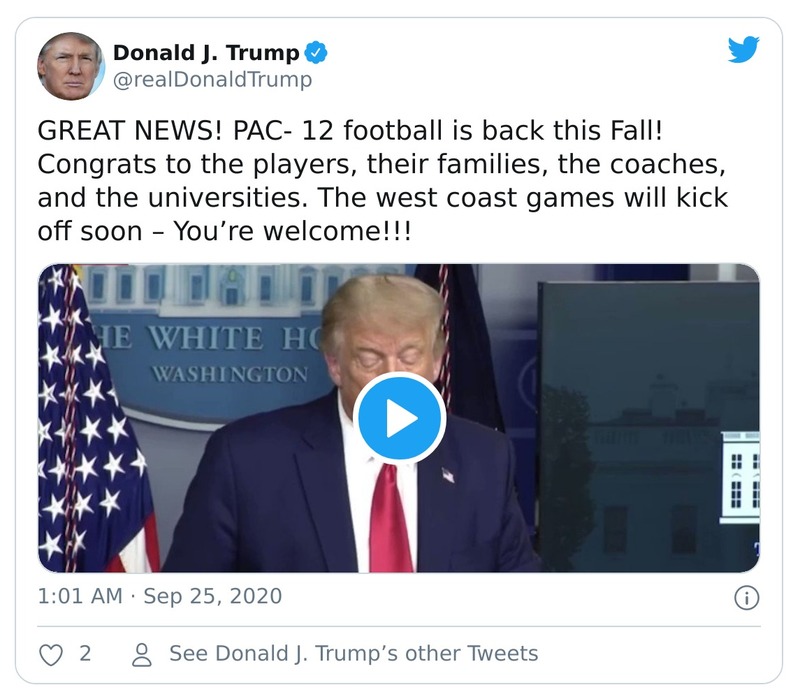 Donald J. Trump
@realDonaldTrump
GREAT NEWS! PAC- 12 football is back this Fall!
Congrats to the players, their families, the coaches,
and the universities. The west coast games will kick
off soon – You’re welcome!!!
HE WHITE HO
WASHINGTON
1:01 AM · Sep 25, 2020
2
See Donald J. Trump’s other Tweets